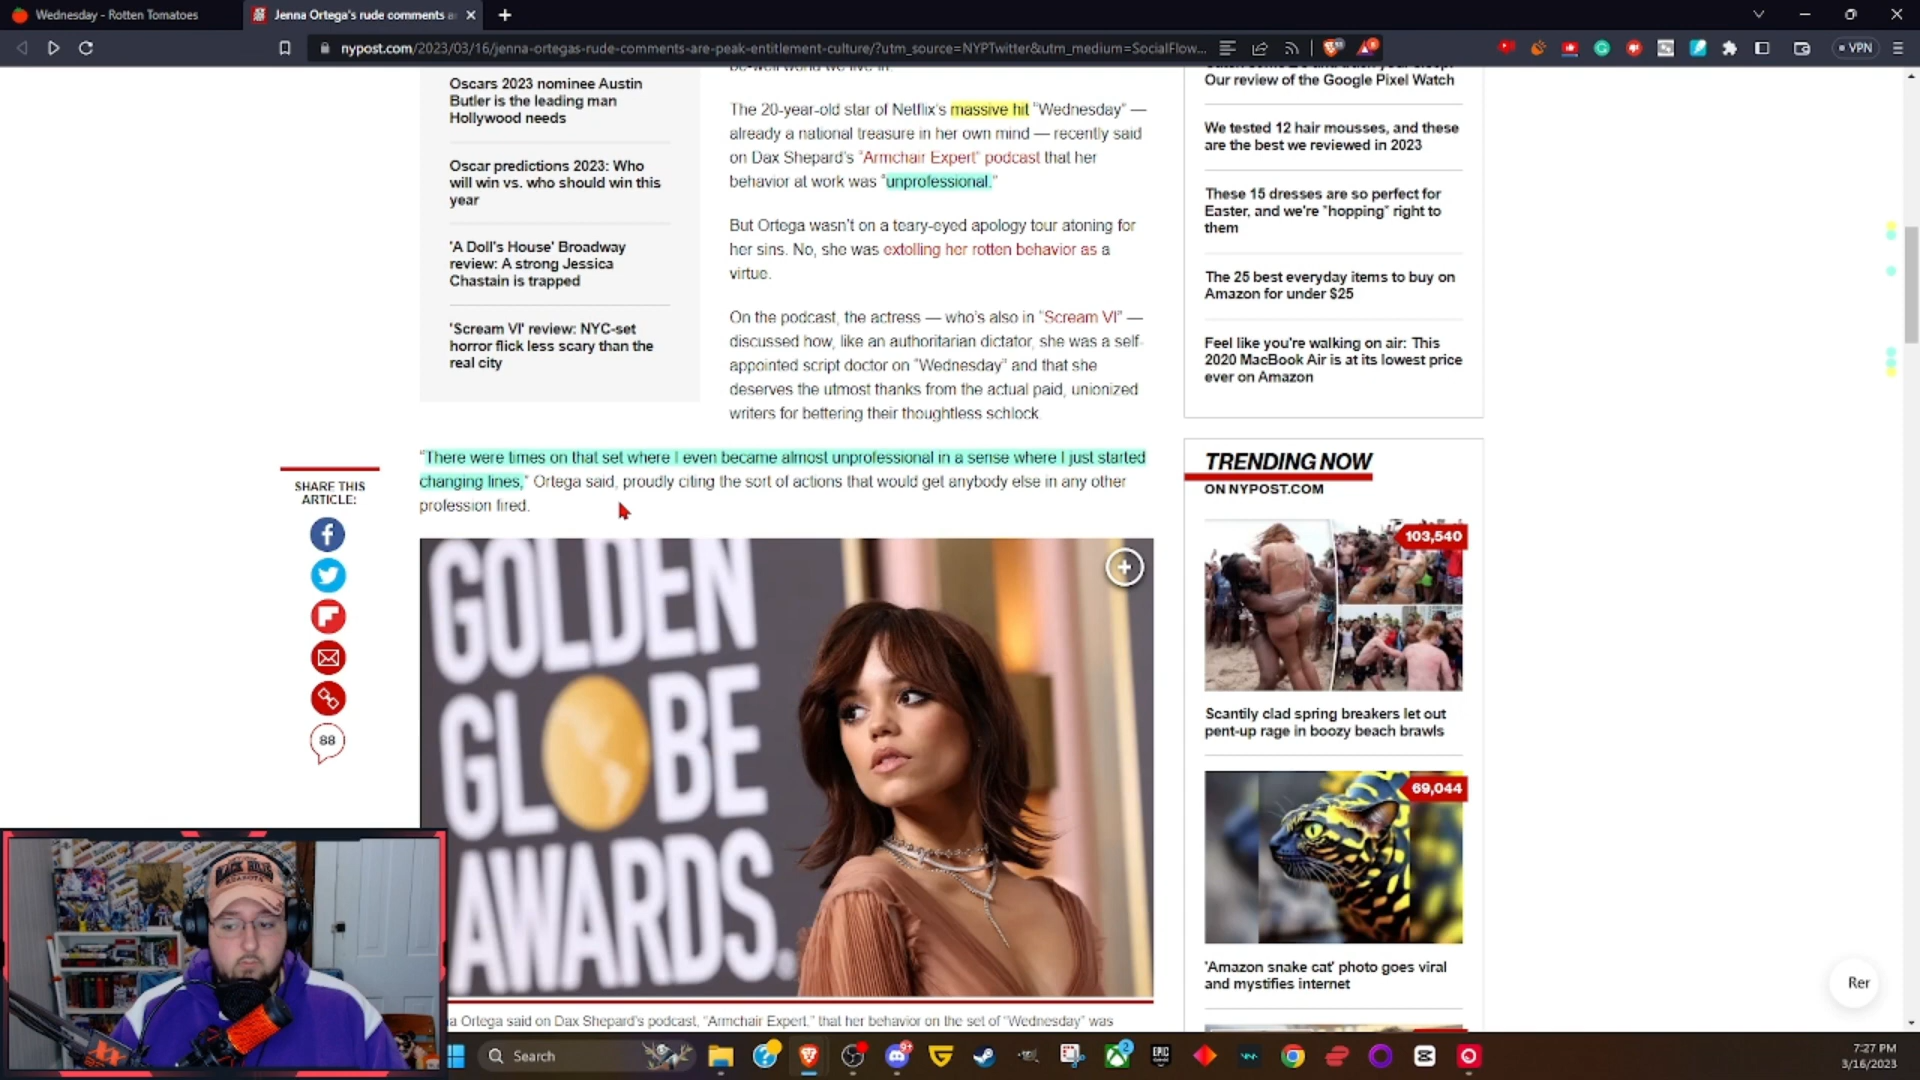 Wednesday - Rotten Tomatoes
Jenna Ortega's rude comments a
nypost.com/2023/03/16/jenna-ortegas-rude-comments-are-peak-entitlement-culture/?utm_source=NYPTwitter&utm_medium=SocialFlow...
VPN
Oscars 2023 nominee Austin
Butler is the leading man
Hollywood needs
Oscar predictions 2023: Who
will win vs. who should win this
year
'A Doll's House' Broadway
review: A strong Jessica
Chastain is trapped
'Scream VI' review: NYC-set
horror flick less scary than the
real city
be-well world we live in.
The 20-year-old star of Netflix's massive hit "Wednesday" —
already a national treasure in her own mind — recently said
on Dax Shepard's "Armchair Expert" podcast that her
behavior at work was "unprofessional."
But Ortega wasn't on a teary-eyed apology tour atoning for
her sins. No, she was extolling her rotten behavior as a
virtue.
On the podcast, the actress — who's also in "Scream VI" —
discussed how, like an authoritarian dictator, she was a self-
appointed script doctor on "Wednesday" and that she
deserves the utmost thanks from the actual paid, unionized
writers for bettering their thoughtless schlock
"There were times on that set where I even became almost unprofessional in a sense where I just started
changing lines," Ortega said, proudly citing the sort of actions that would get anybody else in any other
profession fired.
SHARE THIS
ARTICLE:
88
GOLDEN
GLOBE
AWARDS.
a Ortega said on Dax Shepard's podcast, "Armchair Expert," that her behavior on the set of "Wednesday" was
Our review of the Google Pixel Watch
We tested 12 hair mousses, and these
are the best we reviewed in 2023
These 15 dresses are so perfect for
Easter, and we're "hopping" right to
them
The 25 best everyday items to buy on
Amazon for under $25
Feel like you're walking on air: This
2020 MacBook Air is at its lowest price
ever on Amazon
TRENDING NOW
ON NYPOST.COM
103,540
Scantily clad spring breakers let out
pent-up rage in boozy beach brawls
69,044
'Amazon snake cat' photo goes viral
and mystifies internet
Rer
Search
7:27 PM
3/16/2023